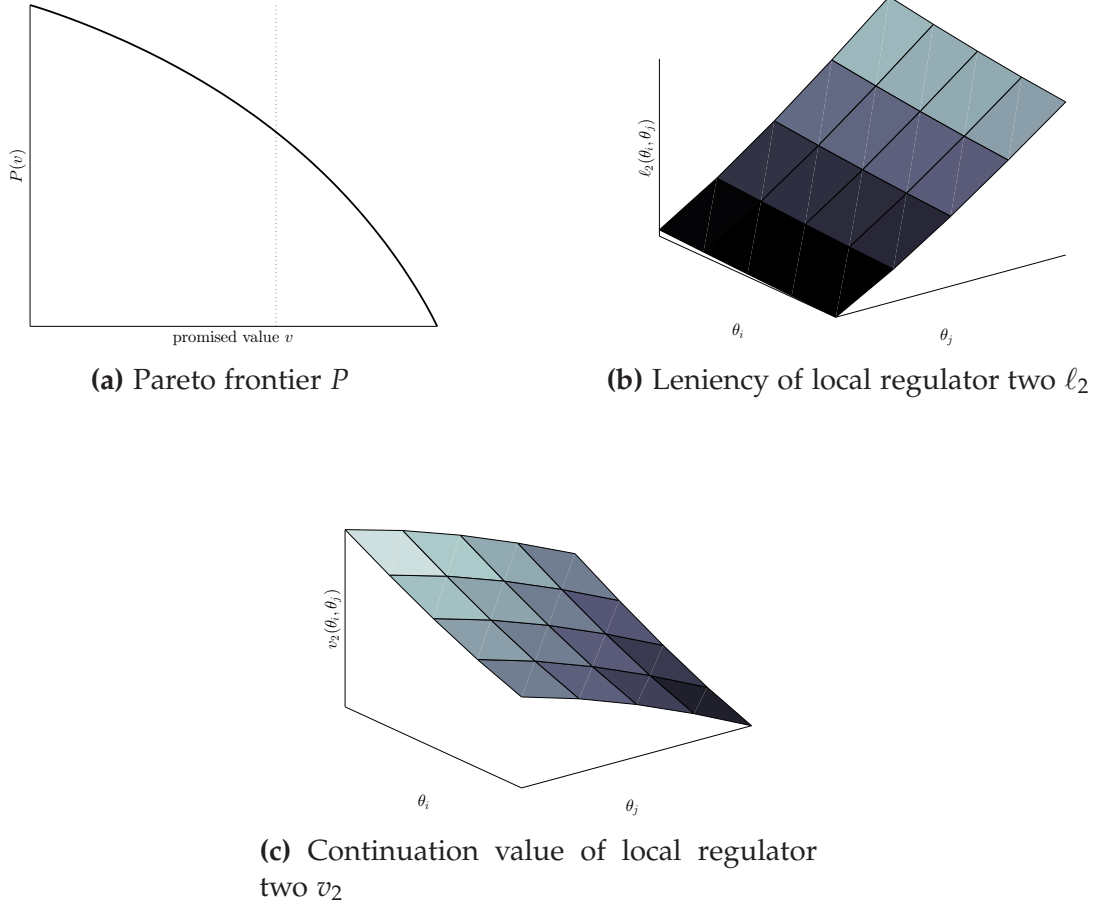 P(v)
promised value v
(a) Pareto frontier P
ℓ₂(θᵢ, θⱼ)
θᵢ
θⱼ
(b) Leniency of local regulator two ℓ₂
v₂(θᵢ, θⱼ)
θᵢ
θⱼ
(c) Continuation value of local regulator
two v₂